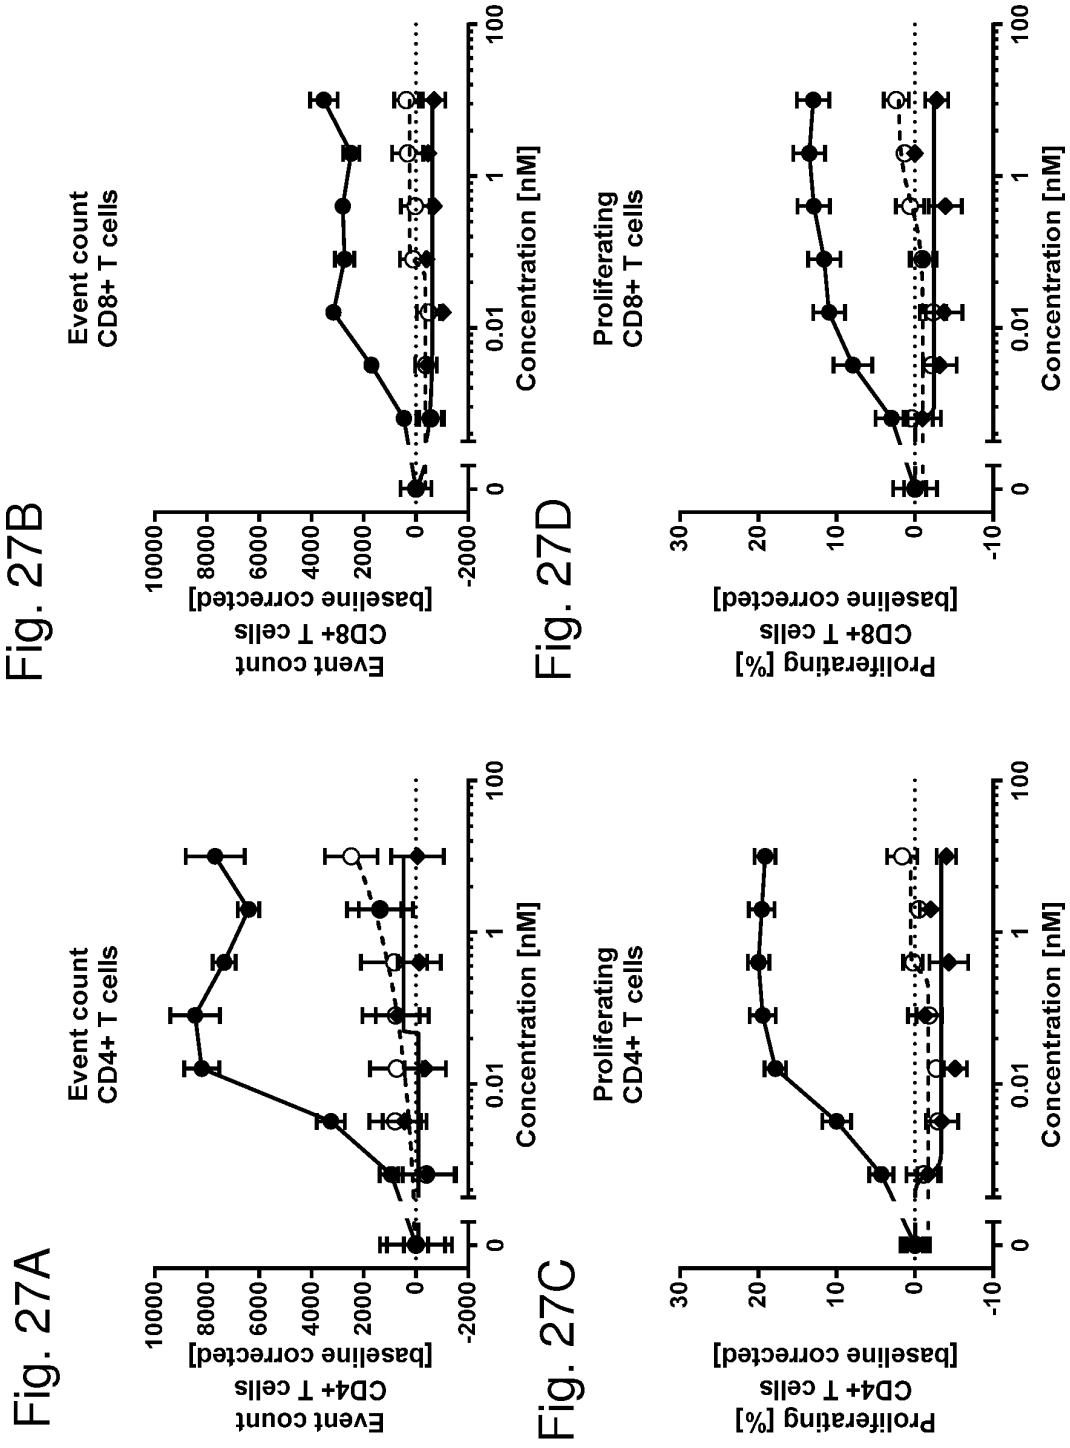 Fig. 27A
Event count
CD4+ T cells
Event count
CD4+ T cells
[baseline corrected]
10000
8000
6000
4000
2000
0
-2000
0
0.01
1
100
Concentration [nM]
Fig. 27B
Event count
CD8+ T cells
Event count
CD8+ T cells
[baseline corrected]
10000
8000
6000
4000
2000
0
-2000
0
0.01
1
100
Concentration [nM]
Fig. 27C
Proliferating
CD4+ T cells
Proliferating [%]
CD4+ T cells
[baseline corrected]
30
20
10
0
-10
0
0.01
1
100
Concentration [nM]
Fig. 27D
Proliferating
CD8+ T cells
Proliferating [%]
CD8+ T cells
[baseline corrected]
30
20
10
0
-10
0
0.01
1
100
Concentration [nM]